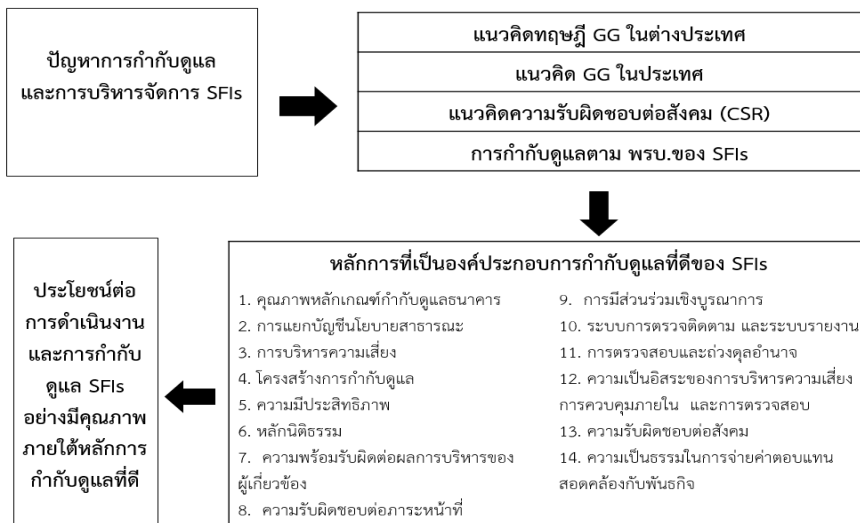 ปัญหาการกำกับดูแล
และการบริหารจัดการ SFIs
แนวคิดทฤษฎี GG ในต่างประเทศ
แนวคิด GG ในประเทศ
แนวคิดความรับผิดชอบต่อสังคม (CSR)
การกำกับดูแลตาม พรบ.ของ SFIs
หลักการที่เป็นองค์ประกอบการกำกับดูแลที่ดีของ SFIs
1. คุณภาพหลักเกณฑ์กำกับดูแลธนาคาร
2. การแยกบัญชีนโยบายสาธารณะ
3. การบริหารความเสี่ยง
4. โครงสร้างการกำกับดูแล
5. ความมีประสิทธิภาพ
6. หลักนิติธรรม
7. ความพร้อมรับผิดต่อผลการบริหารของ
ผู้เกี่ยวข้อง
8. ความรับผิดชอบต่อภาระหน้าที่
9. การมีส่วนร่วมเชิงบูรณาการ
10. ระบบการตรวจติดตาม และระบบรายงาน
11. การตรวจสอบและถ่วงดุลอำนาจ
12. ความเป็นอิสระของการบริหารความเสี่ยง
การควบคุมภายใน และการตรวจสอบ
13. ความรับผิดชอบต่อสังคม
14. ความเป็นธรรมในการจ่ายค่าตอบแทน
สอดคล้องกับพันธกิจ
ประโยชน์ต่อ
การดำเนินงาน
และการกำกับ
ดูแล SFIs
อย่างมีคุณภาพ
ภายใต้หลักการ
กำกับดูแลที่ดี